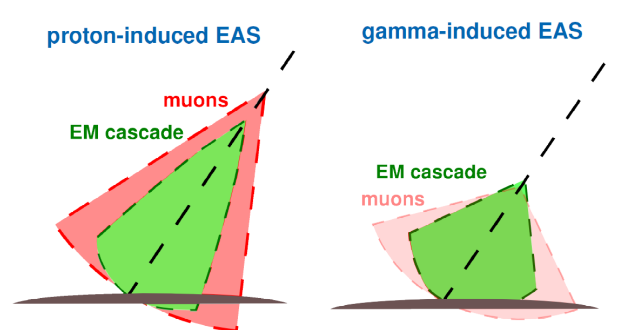 proton-induced EAS
muons
EM cascade
gamma-induced EAS
EM cascade
muons